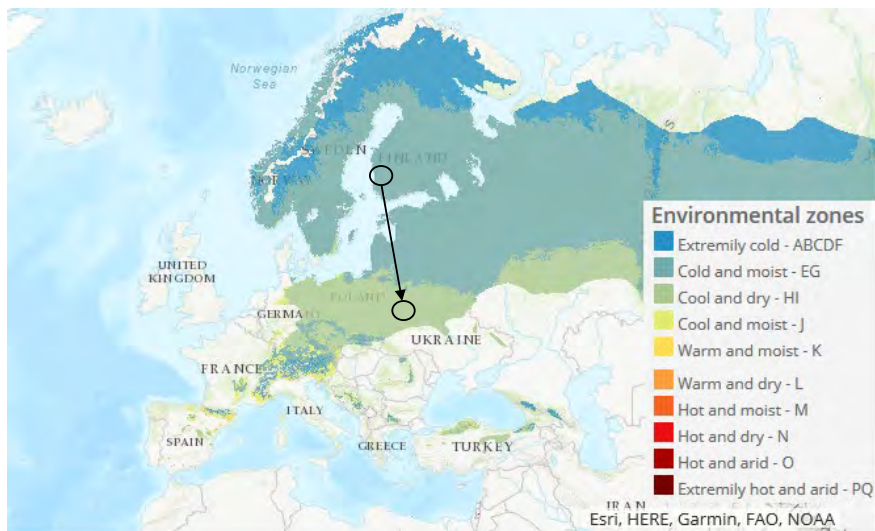 Norwegian
Sea
SWEDEN
FINLAND
NORWAY
UNITED
KINGDOM
POLAND
GERMANY
UKRAINE
FRANCE
ITALY
SPAIN
GREECE
TURKEY
IRAN
Environmental zones
Extremily cold - ABCDF
Cold and moist - EG
Cool and dry - HI
Cool and moist - J
Warm and moist - K
Warm and dry - L
Hot and moist - M
Hot and dry - N
Hot and arid - O
Extremily hot and arid - PQ
Esri, HERE, Garmin, FAO, NOAA